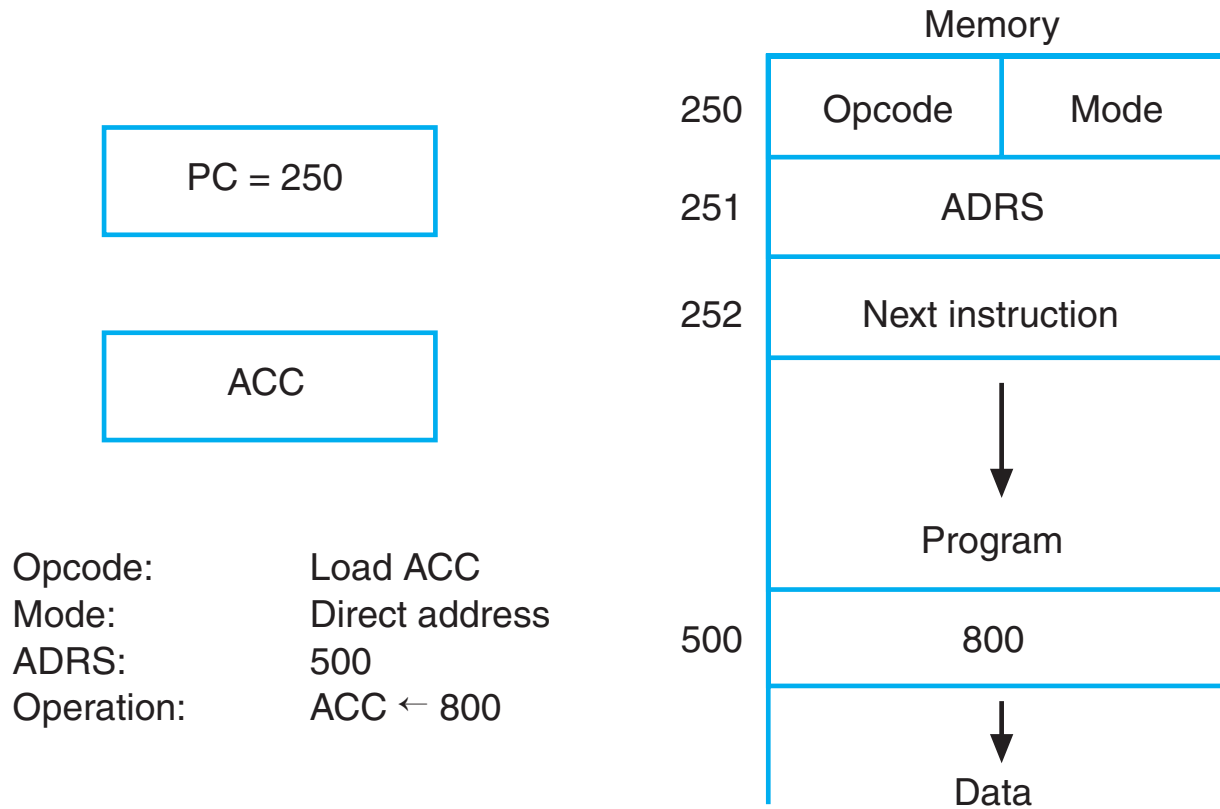 PC = 250
ACC
Opcode: Load ACC
Mode: Direct address
ADRS: 500
Operation: ACC ← 800
Memory
250 Opcode Mode
251 ADRS
252 Next instruction
Program
500 800
Data